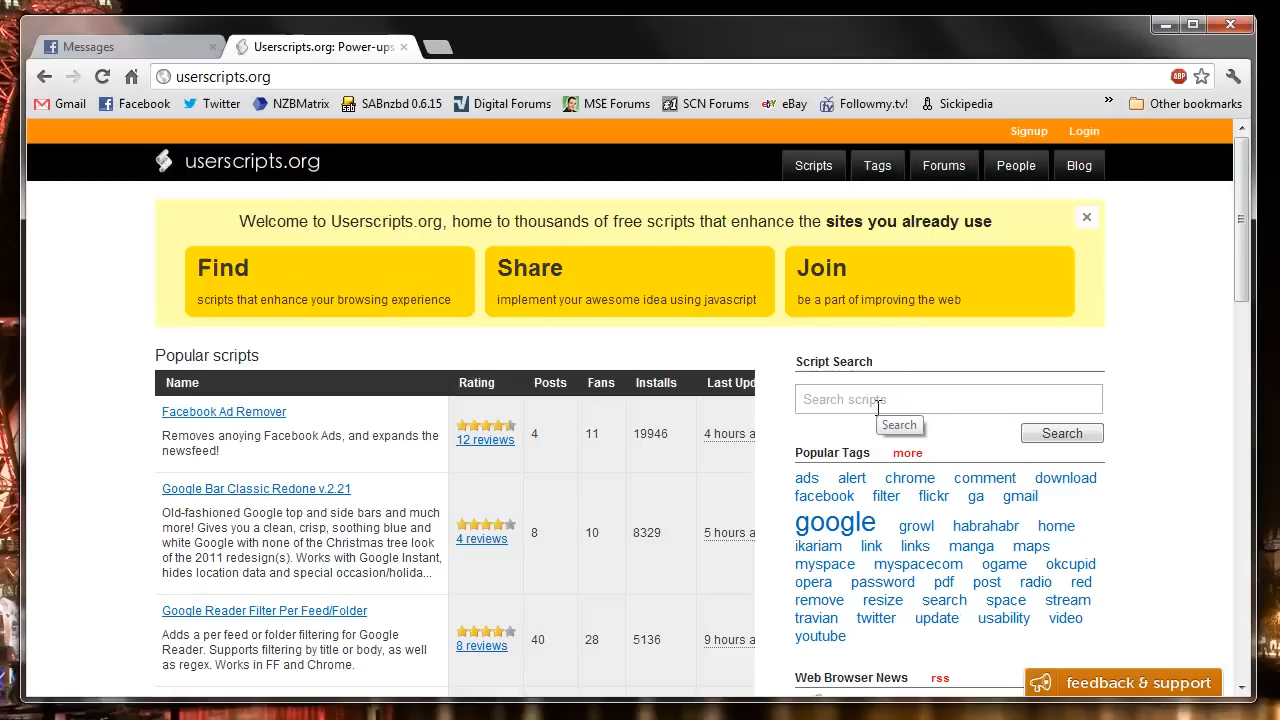 Messages
Userscripts.org: Power-ups
userscripts.org
ABP
Gmail Facebook Twitter NZBMatrix SABnzbd 0.6.15 Digital Forums MSE Forums SCN Forums eBay Followmy.tv! Sickipedia » Other bookmarks
Signup Login
userscripts.org
Scripts Tags Forums People Blog
Welcome to Userscripts.org, home to thousands of free scripts that enhance the sites you already use
Find
scripts that enhance your browsing experience
Share
implement your awesome idea using javascript
Join
be a part of improving the web
Popular scripts
Name Rating Posts Fans Installs Last Upd
Facebook Ad Remover
Removes anoying Facebook Ads, and expands the
newsfeed!
12 reviews
4 11 19946 4 hours a
Google Bar Classic Redone v.2.21
Old-fashioned Google top and side bars and much
more! Gives you a clean, crisp, soothing blue and
white Google with none of the Christmas tree look
of the 2011 redesign(s). Works with Google Instant,
hides location data and special occasion/holida...
4 reviews
8 10 8329 5 hours a
Google Reader Filter Per Feed/Folder
Adds a per feed or folder filtering for Google
Reader. Supports filtering by title or body, as well
as regex. Works in FF and Chrome.
8 reviews
40 28 5136 9 hours a
Script Search
Search scripts
Search
Search
Popular Tags more
ads alert chrome comment download
facebook filter flickr ga gmail
google growl habrahabr home
ikariam link links manga maps
myspace myspacecom ogame okcupid
opera password pdf post radio red
remove resize search space stream
travian twitter update usability video
youtube
Web Browser News rss
feedback & support